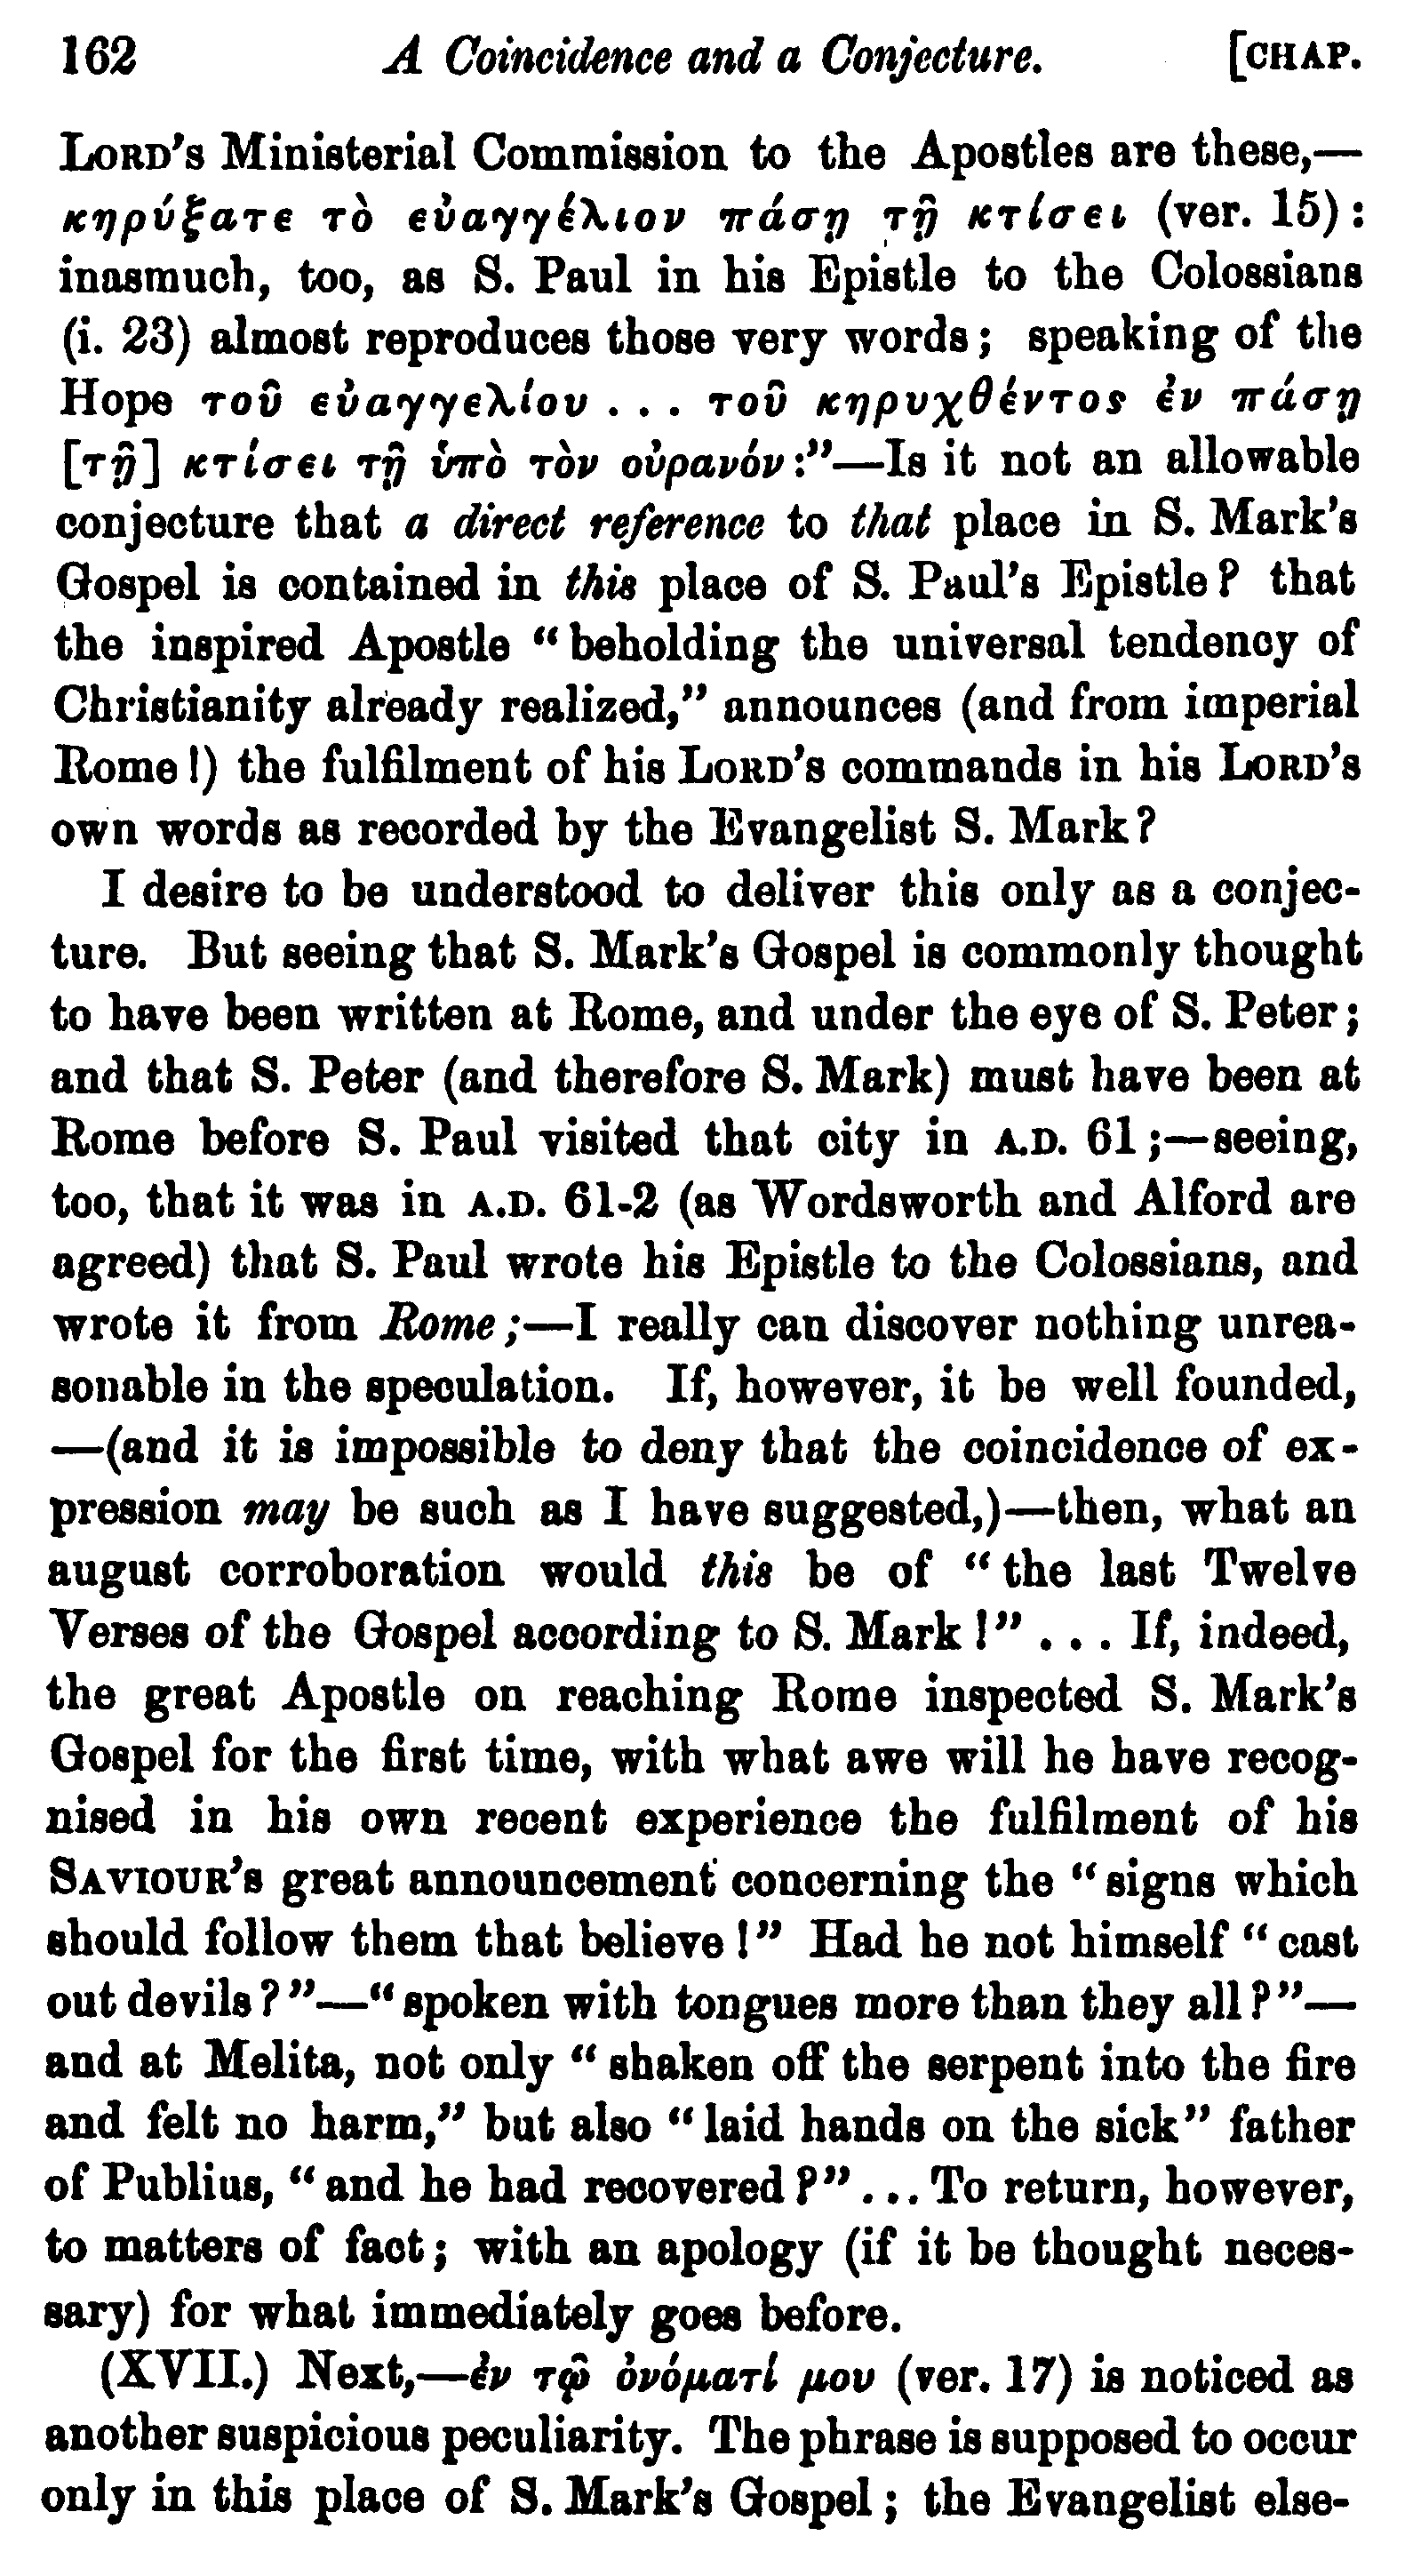 162 A Coincidence and a Conjecture. [CHAP.
LORD's Ministerial Commission to the Apostles are these,—
κηρύξατε τὸ εὐαγγέλιον πάσῃ τῇ κτίσει (ver. 15):
inasmuch, too, as S. Paul in his Epistle to the Colossians
(i. 23) almost reproduces those very words; speaking of the
Hope τοῦ εὐαγγελίου . . . τοῦ κηρυχθέντος ἐν πάσῃ
[τῇ] κτίσει τῇ ὑπὸ τὸν οὐρανόν:"—Is it not an allowable
conjecture that a direct reference to that place in S. Mark's
Gospel is contained in this place of S. Paul's Epistle? that
the inspired Apostle "beholding the universal tendency of
Christianity already realized," announces (and from imperial
Rome!) the fulfilment of his LORD's commands in his LORD's
own words as recorded by the Evangelist S. Mark?
I desire to be understood to deliver this only as a conjec-
ture. But seeing that S. Mark's Gospel is commonly thought
to have been written at Rome, and under the eye of S. Peter;
and that S. Peter (and therefore S. Mark) must have been at
Rome before S. Paul visited that city in A.D. 61;—seeing,
too, that it was in A.D. 61-2 (as Wordsworth and Alford are
agreed) that S. Paul wrote his Epistle to the Colossians, and
wrote it from Rome;—I really can discover nothing unrea-
sonable in the speculation. If, however, it be well founded,
—(and it is impossible to deny that the coincidence of ex-
pression may be such as I have suggested,)—then, what an
august corroboration would this be of "the last Twelve
Verses of the Gospel according to S. Mark!" . . . If, indeed,
the great Apostle on reaching Rome inspected S. Mark's
Gospel for the first time, with what awe will he have recog-
nised in his own recent experience the fulfilment of his
SAVIOUR's great announcement concerning the "signs which
should follow them that believe!" Had he not himself "cast
out devils?"—"spoken with tongues more than they all?"—
and at Melita, not only "shaken off the serpent into the fire
and felt no harm," but also "laid hands on the sick" father
of Publius, "and he had recovered?" . . . To return, however,
to matters of fact; with an apology (if it be thought neces-
sary) for what immediately goes before.
(XVII.) Next,—ἐν τῷ ὀνόματί μου (ver. 17) is noticed as
another suspicious peculiarity. The phrase is supposed to occur
only in this place of S. Mark's Gospel; the Evangelist else-